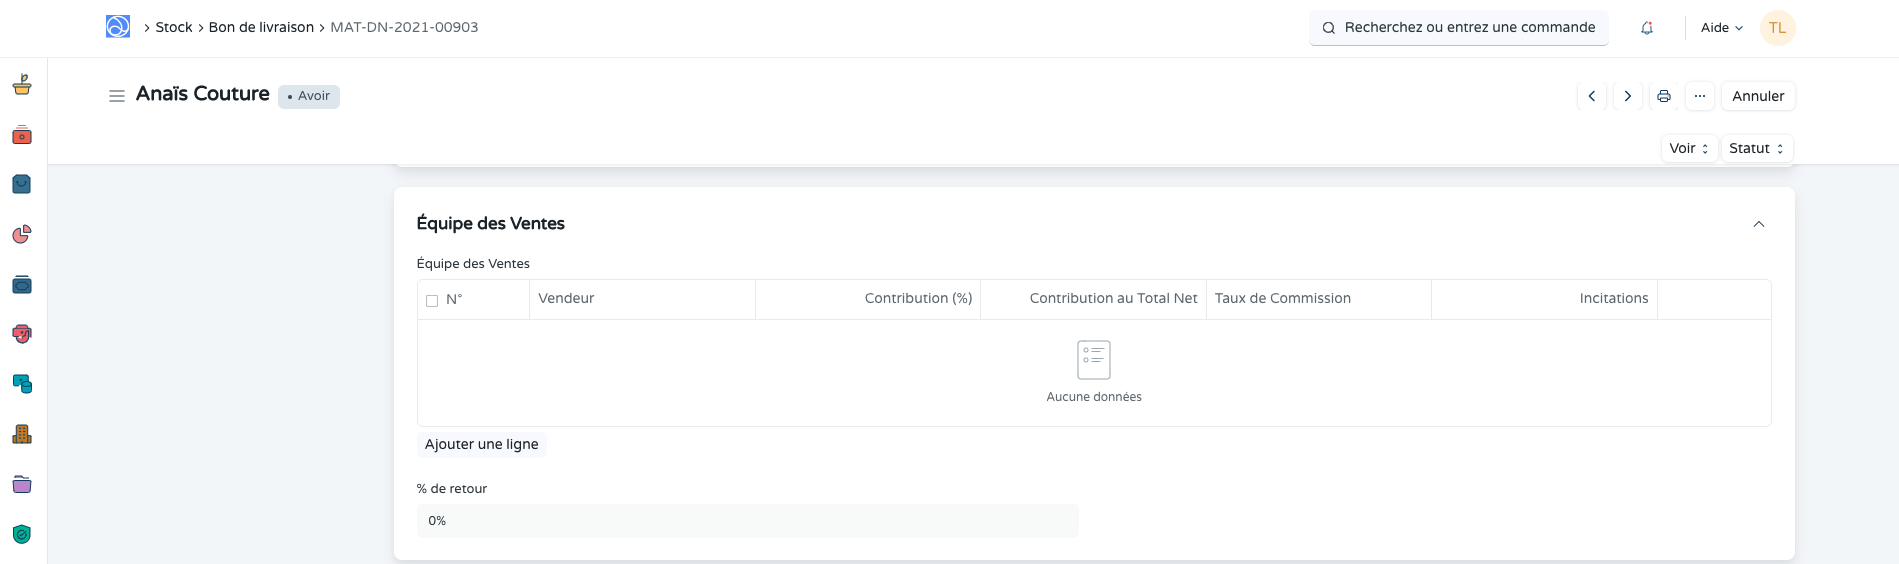 Stock Bon de livraison MAT-DN-2021-00903
Recherchez ou entrez une commande
Aide
TL
Anaïs Couture
Avoir
Annuler
Voir
Statut
Équipe des Ventes
Équipe des Ventes
N° Vendeur Contribution (%) Contribution au Total Net Taux de Commission Incitations
Aucune données
Ajouter une ligne
% de retour
0%